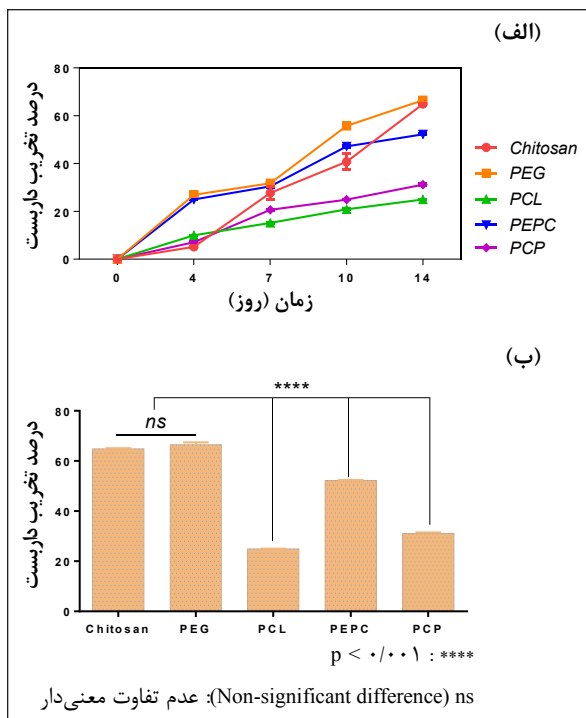 (الف)
درصد تخریب داربست
80
60
40
20
0
0 4 7 10 14
زمان (روز)
Chitosan
PEG
PCL
PEPC
PCP
(ب)
درصد تخریب داربست
80
60
40
20
0
****
ns
Chitosan PEG PCL PEPC PCP
**** : p < ۰/۰۰۱
ns (Non-significant difference): عدم تفاوت معنی‌دار